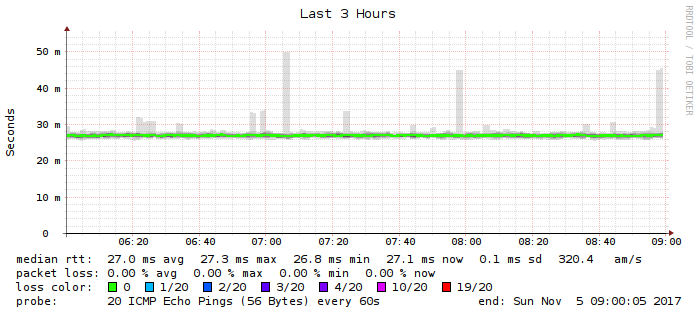 Last 3 Hours
RRDTOOL / TOBI OETIKER
Seconds
50 m
40 m
30 m
20 m
10 m
0
06:20 06:40 07:00 07:20 07:40 08:00 08:20 08:40 09:00
median rtt: 27.0 ms avg 27.3 ms max 26.8 ms min 27.1 ms now 0.1 ms sd 320.4 am/s
packet loss: 0.00 % avg 0.00 % max 0.00 % min 0.00 % now
loss color: 0 1/20 2/20 3/20 4/20 10/20 19/20
probe: 20 ICMP Echo Pings (56 Bytes) every 60s end: Sun Nov 5 09:00:05 2017